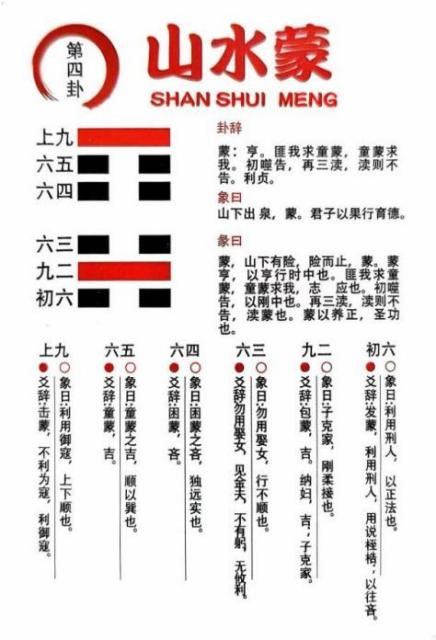 第四卦
山水蒙
SHAN SHUI MENG
上九
六五
六四
六三
九二
初六
卦辞
蒙：亨。匪我求童蒙，童蒙求
我。初噬告，再三渎，渎则不
告。利贞。
象曰
山下出泉，蒙。君子以果行育德。
彖曰
蒙，山下有险，险而止，蒙。蒙
亨，以亨行时中也。匪我求童
蒙，童蒙求我，志 应也。初噬
告，以刚中也。再三渎，渎则不
告，渎蒙也。蒙以养正，圣功
也。
初六
象曰:利用刑人，以正法也。
爻辞:发蒙，利用刑人，用说桎梏;以往吝。
九二
象曰:子克家，刚柔接也。
爻辞:包蒙，吉。纳妇，吉;子克家。
六三
象曰:勿用娶女，行不顺也。
爻辞:勿用娶女，见金夫，不有躬，无攸利。
六四
象曰:困蒙之吝，独远实也。
爻辞:困蒙，吝。
六五
象曰:童蒙之吉，顺以巽也。
爻辞:童蒙，吉。
上九
象曰:利用御寇，上下顺也。
爻辞:击蒙，不利为寇，利御寇。